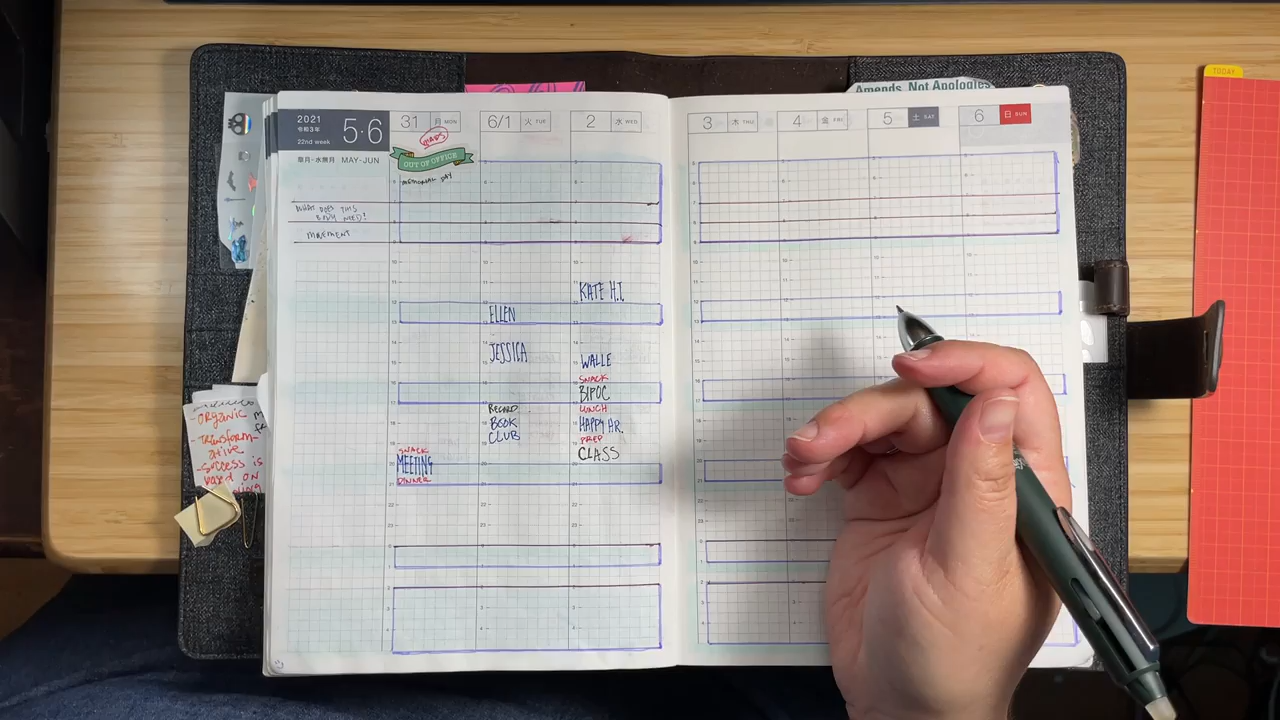 TODAY
Amends, Not Apologies
2021
令和3年
22nd week
5·6
皐月-水無月 MAY-JUN
31 月 MON
6/1 火 TUE
2 水 WED
3 木 THU
4 金 FRI
5 土 SAT
6 日 SUN
OUT OF OFFICE
MEMORIAL DAY
WHAT DOES THIS
BODY NEED?
MOVEMENT
KATE H.I.
ELLEN
JESSICA
WALLE
SNACK
BIPOC
LUNCH
BOOK
CLUB
HAPPY HR.
PREP
CLASS
SNACK
MEETING
DINNER
- ORGANIC
- TRANSFORM-
ATIVE
- SUCCESS IS
BASED ON